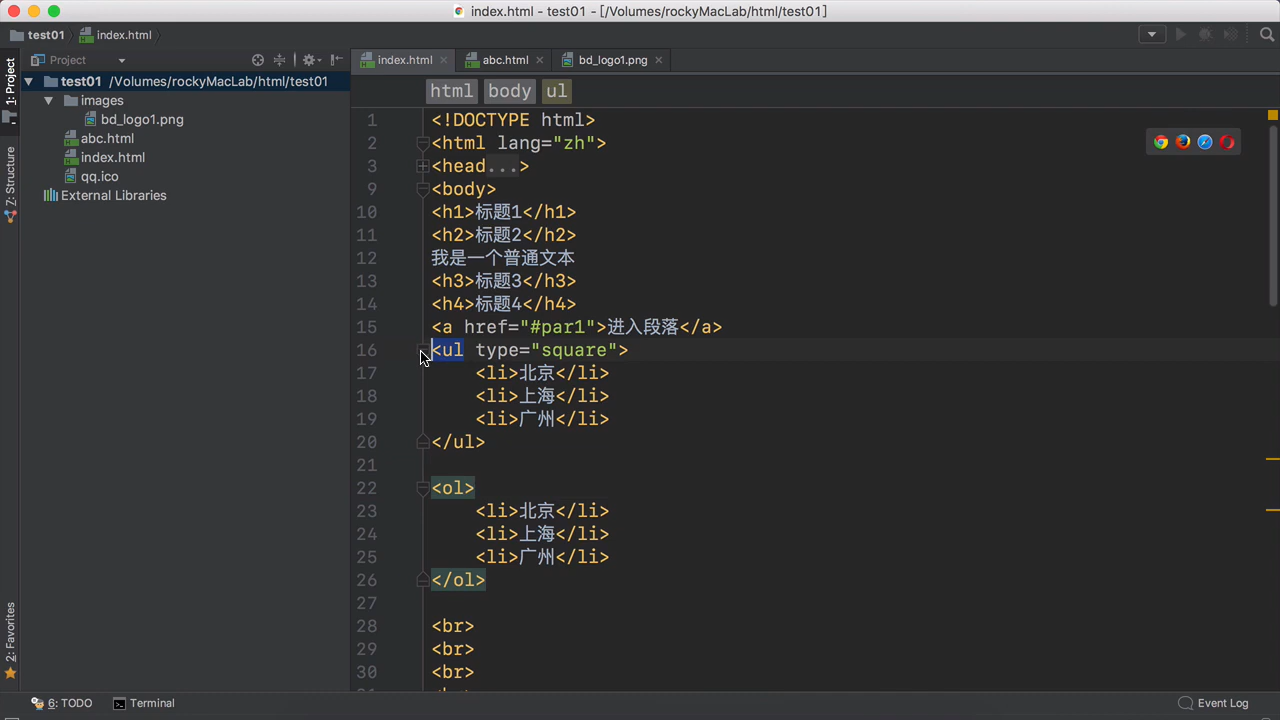 index.html - test01 - [/Volumes/rockyMacLab/html/test01]
test01 index.html
1: Project
Z: Structure
2: Favorites
Project
test01 /Volumes/rockyMacLab/html/test01
images
bd_logo1.png
abc.html
index.html
qq.ico
External Libraries
index.html abc.html bd_logo1.png
html body ul
1 <!DOCTYPE html>
2 <html lang="zh">
3 <head...>
9 <body>
10 <h1>标题1</h1>
11 <h2>标题2</h2>
12 我是一个普通文本
13 <h3>标题3</h3>
14 <h4>标题4</h4>
15 <a href="#par1">进入段落</a>
16 <ul type="square">
17 <li>北京</li>
18 <li>上海</li>
19 <li>广州</li>
20 </ul>
21
22 <ol>
23 <li>北京</li>
24 <li>上海</li>
25 <li>广州</li>
26 </ol>
27
28 <br>
29 <br>
30 <br>
6: TODO Terminal Event Log